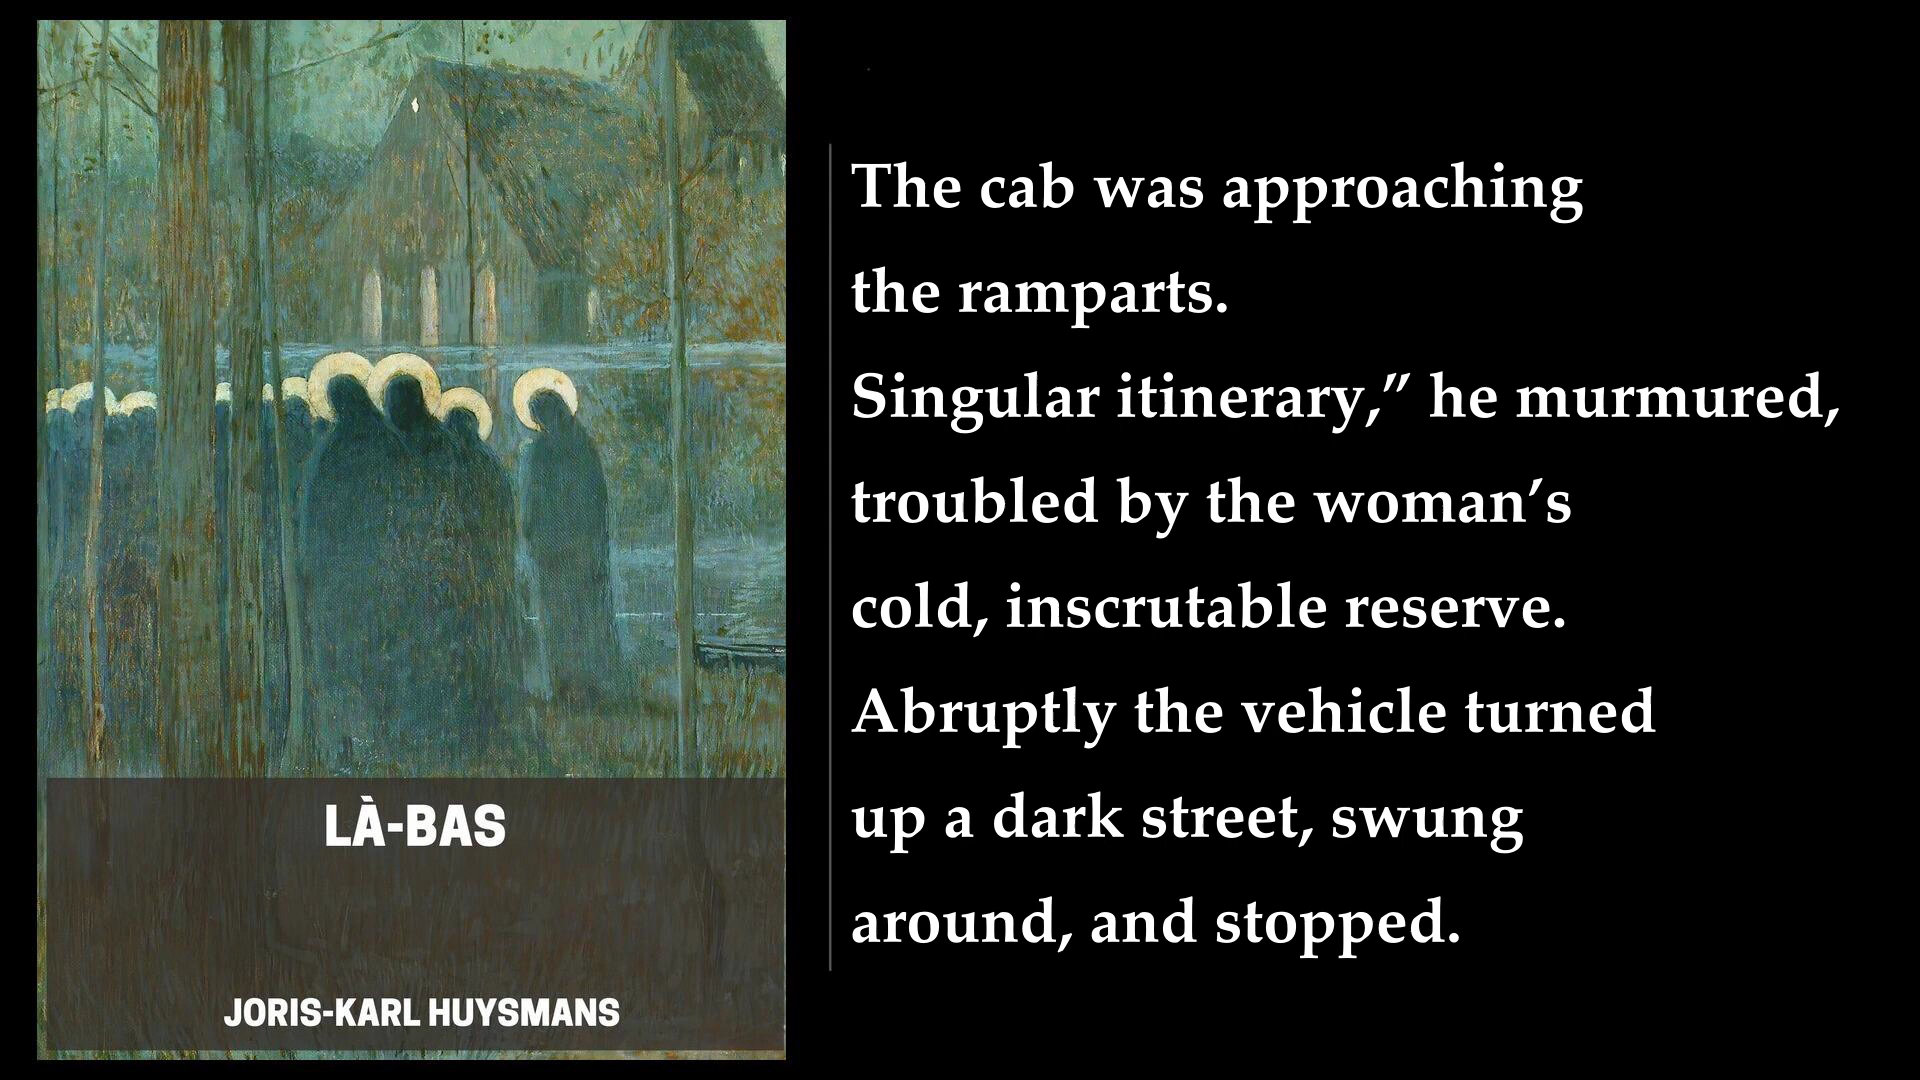 LÀ-BAS
JORIS-KARL HUYSMANS
The cab was approaching
the ramparts.
Singular itinerary,” he murmured,
troubled by the woman’s
cold, inscrutable reserve.
Abruptly the vehicle turned
up a dark street, swung
around, and stopped.